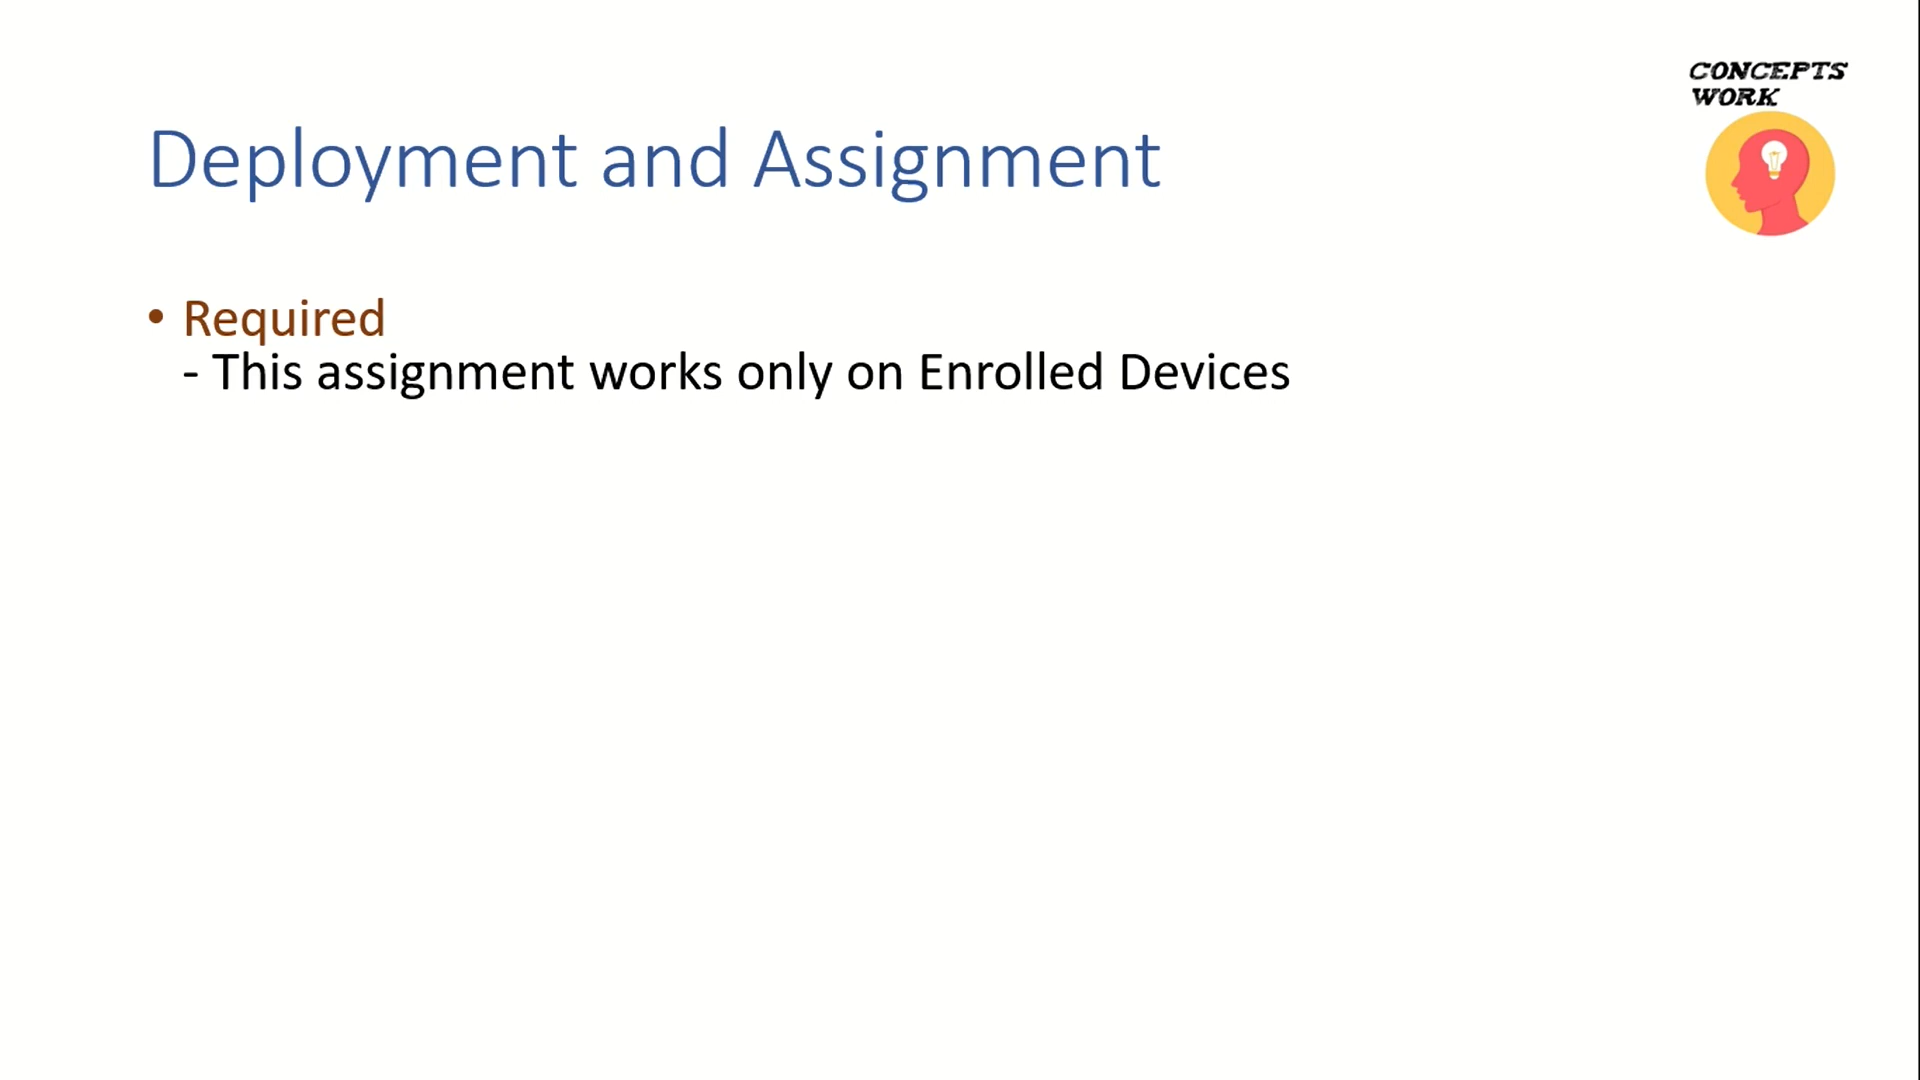 CONCEPTS
WORK
Deployment and Assignment
• Required
- This assignment works only on Enrolled Devices